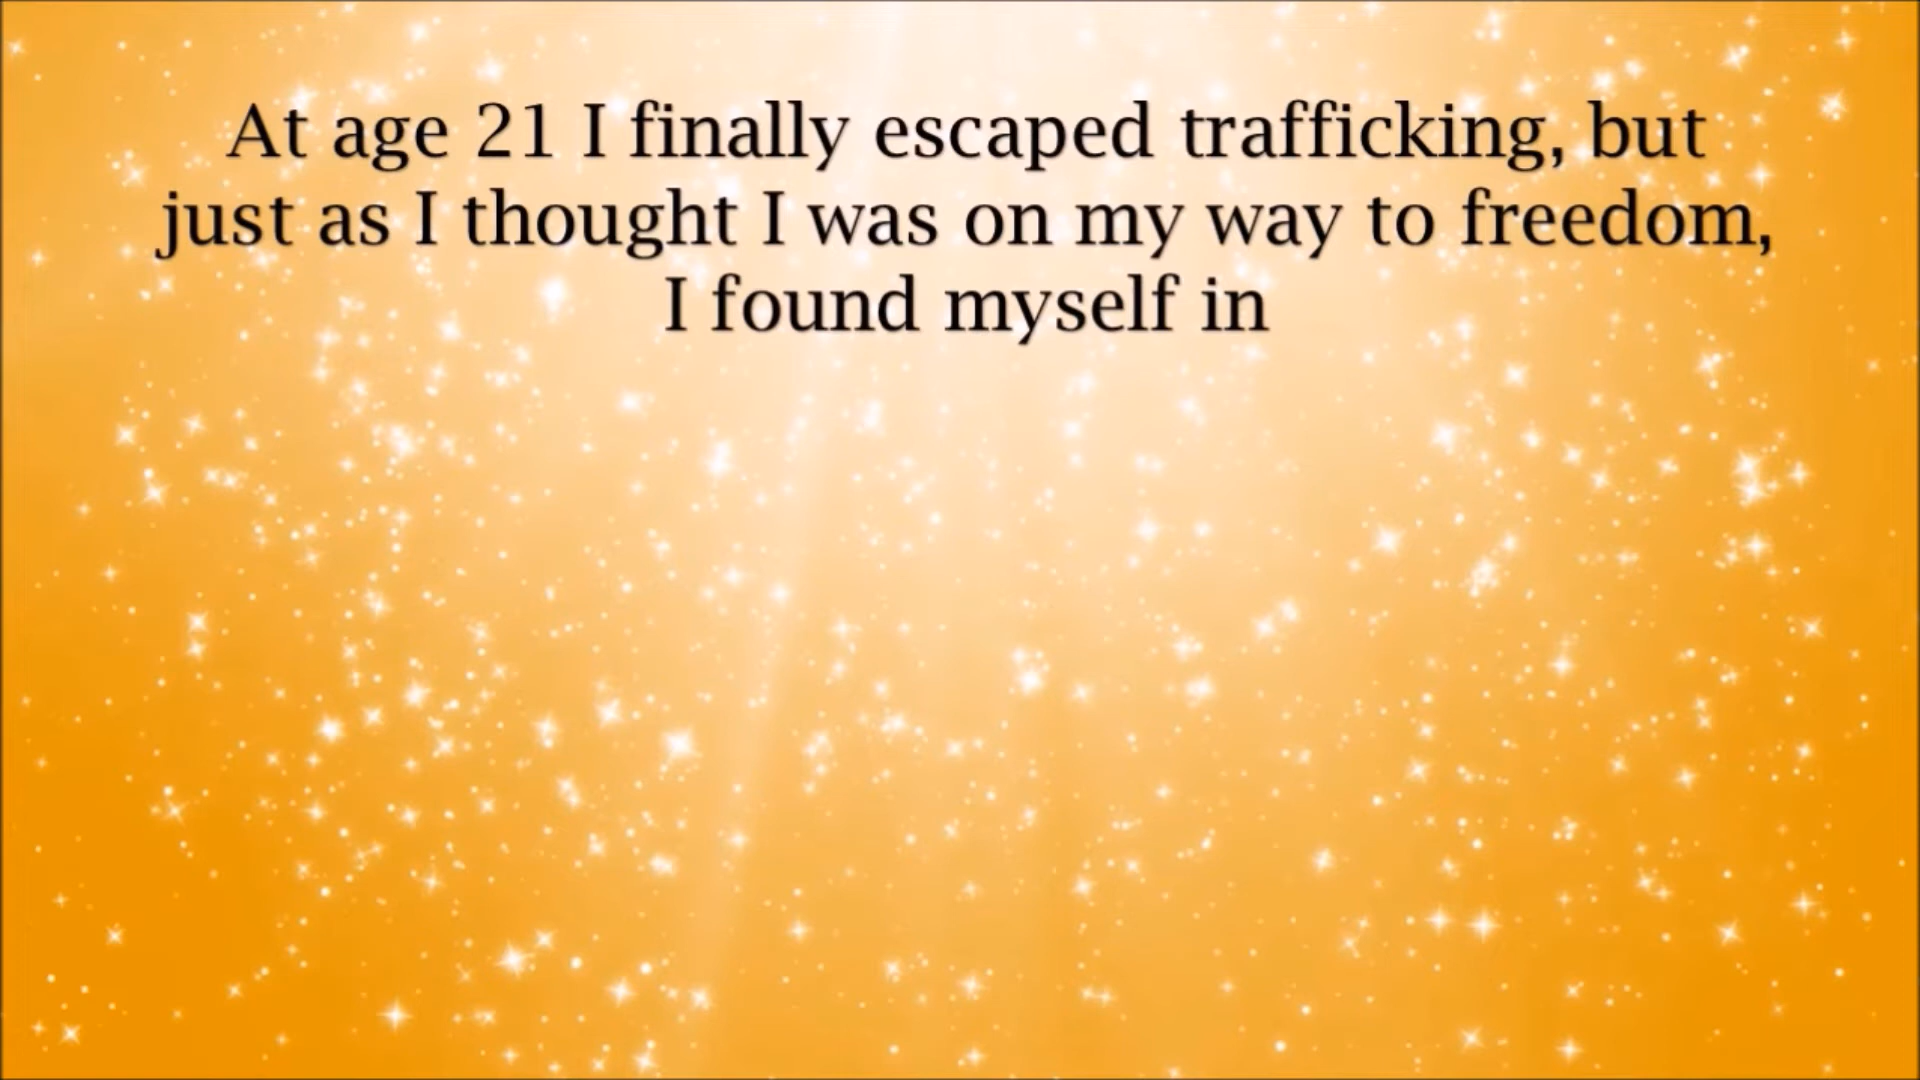 At age 21 I finally escaped trafficking, but
just as I thought I was on my way to freedom,
I found myself in